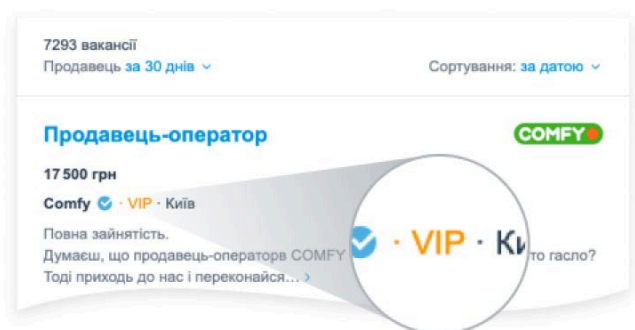 7293 вакансії
Продавець за 30 днів
Сортування: за датою
Продавець-оператор
COMFY
17 500 грн
Comfy · VIP · Київ
Повна зайнятість.
Думаєш, що продавець-операторв COMFY то гасло?
Тоді приходь до нас і переконайся...
· VIP · Ки